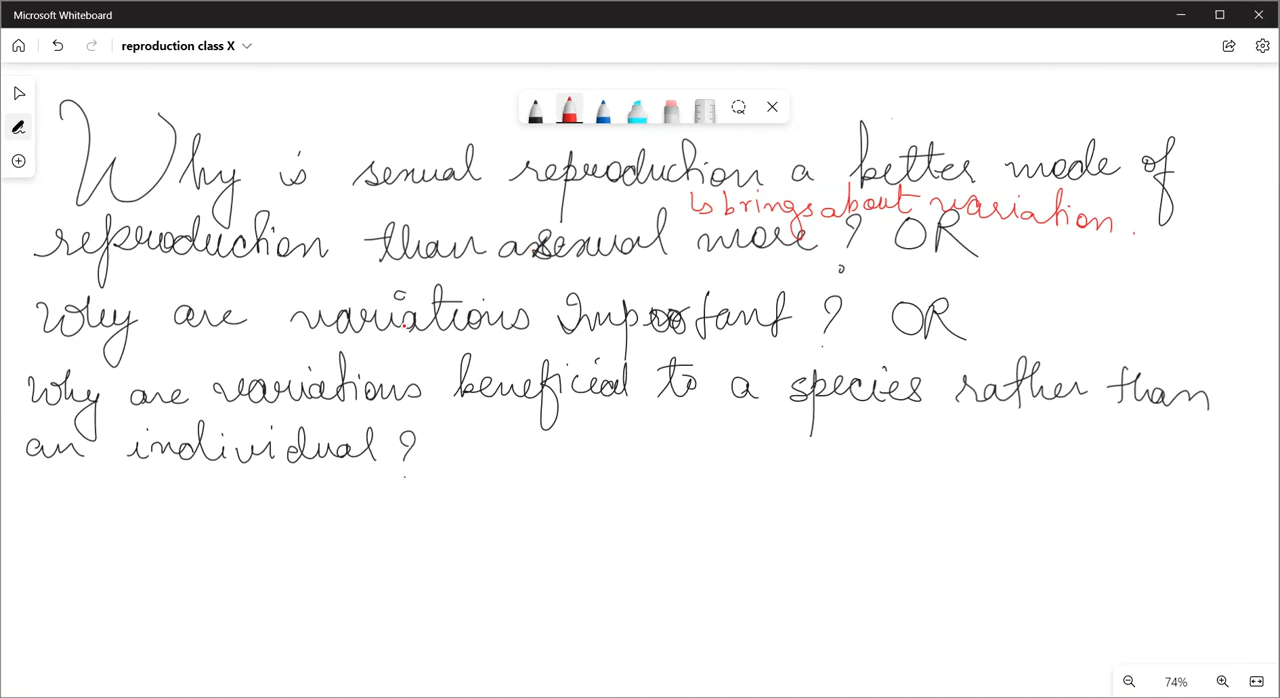 Microsoft Whiteboard
reproduction class X
Why is sexual reproduction a better mode of
↳ brings about variation.
reproduction than asexual more? OR
Why are variations Important? OR
Why are variations beneficial to a species rather than
an individual?
74%